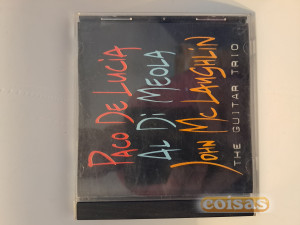 PACO DE LUCIA
AL DI MEOLA
JOHN MCLAUGHLIN
THE GUITAR TRIO
coisas